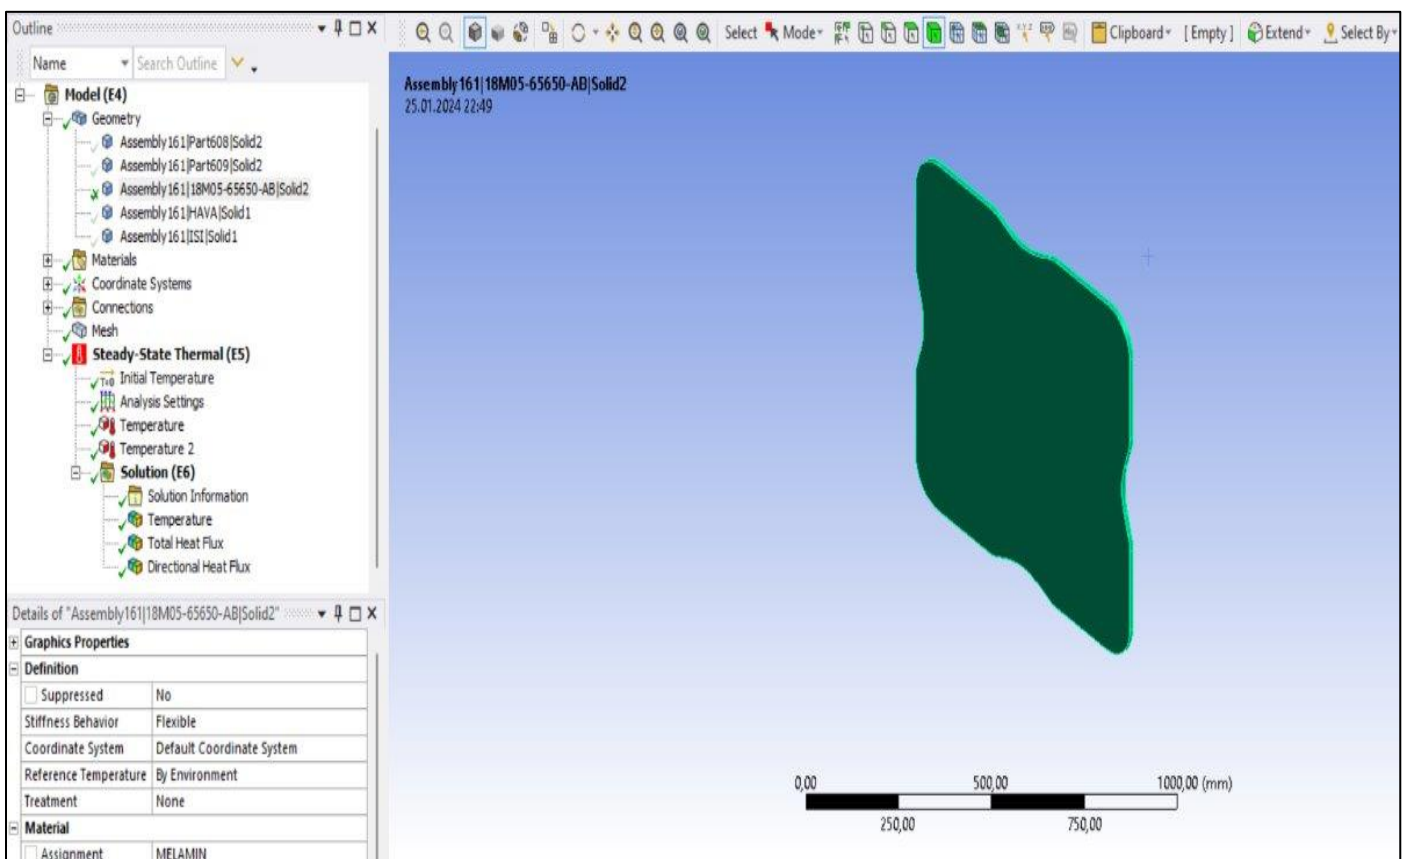 Outline
Name Search Outline
Model (E4)
Geometry
Assembly161|Part608|Solid2
Assembly161|Part609|Solid2
Assembly161|18M05-65650-AB|Solid2
Assembly161|HAVA|Solid1
Assembly161|ISI|Solid1
Materials
Coordinate Systems
Connections
Mesh
Steady-State Thermal (E5)
T=0 Initial Temperature
Analysis Settings
Temperature
Temperature 2
Solution (E6)
Solution Information
Temperature
Total Heat Flux
Directional Heat Flux
Details of "Assembly161|18M05-65650-AB|Solid2"
Graphics Properties
Definition
Suppressed No
Stiffness Behavior Flexible
Coordinate System Default Coordinate System
Reference Temperature By Environment
Treatment None
Material
Assignment MELAMIN
Select Mode Clipboard [Empty] Extend Select By
Assembly161|18M05-65650-AB|Solid2
25.01.2024 22:49
0,00 500,00 1000,00 (mm)
250,00 750,00